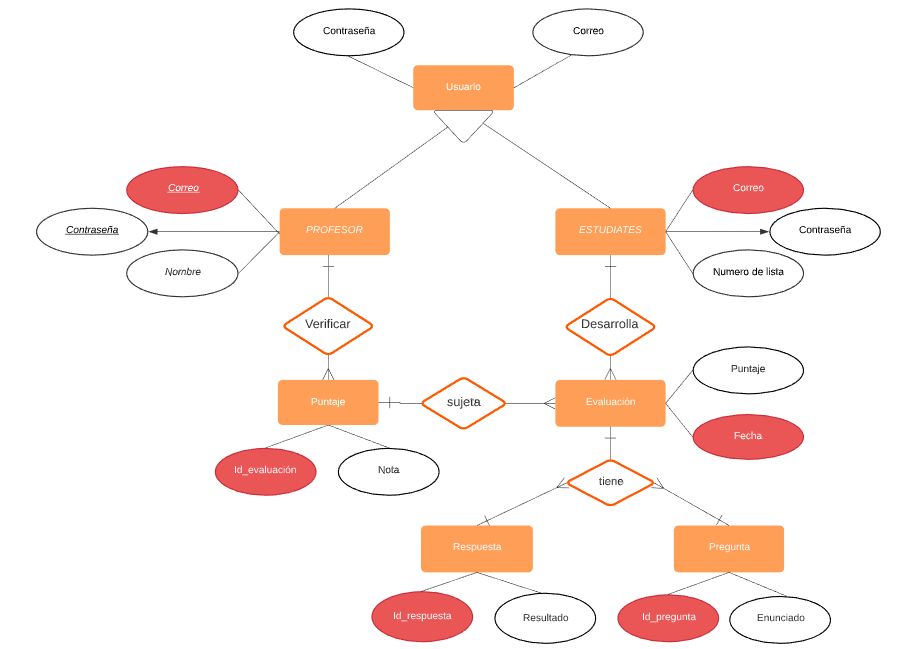 Contraseña
Correo
Usuario
Correo
Contraseña
Nombre
PROFESOR
ESTUDIATES
Correo
Contraseña
Numero de lista
Verificar
Desarrolla
Puntaje
sujeta
Evaluación
Puntaje
Fecha
Id_evaluación
Nota
tiene
Respuesta
Pregunta
Id_respuesta
Resultado
Id_pregunta
Enunciado